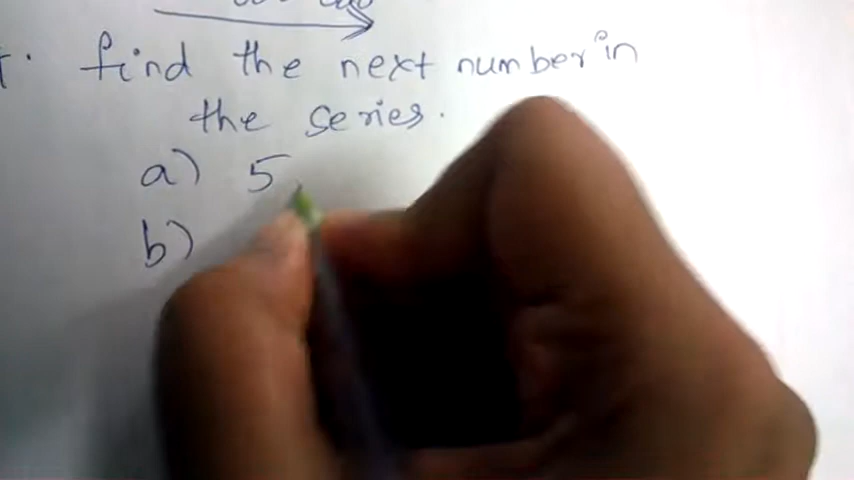 find the next number in
the series.
a) 5
b)